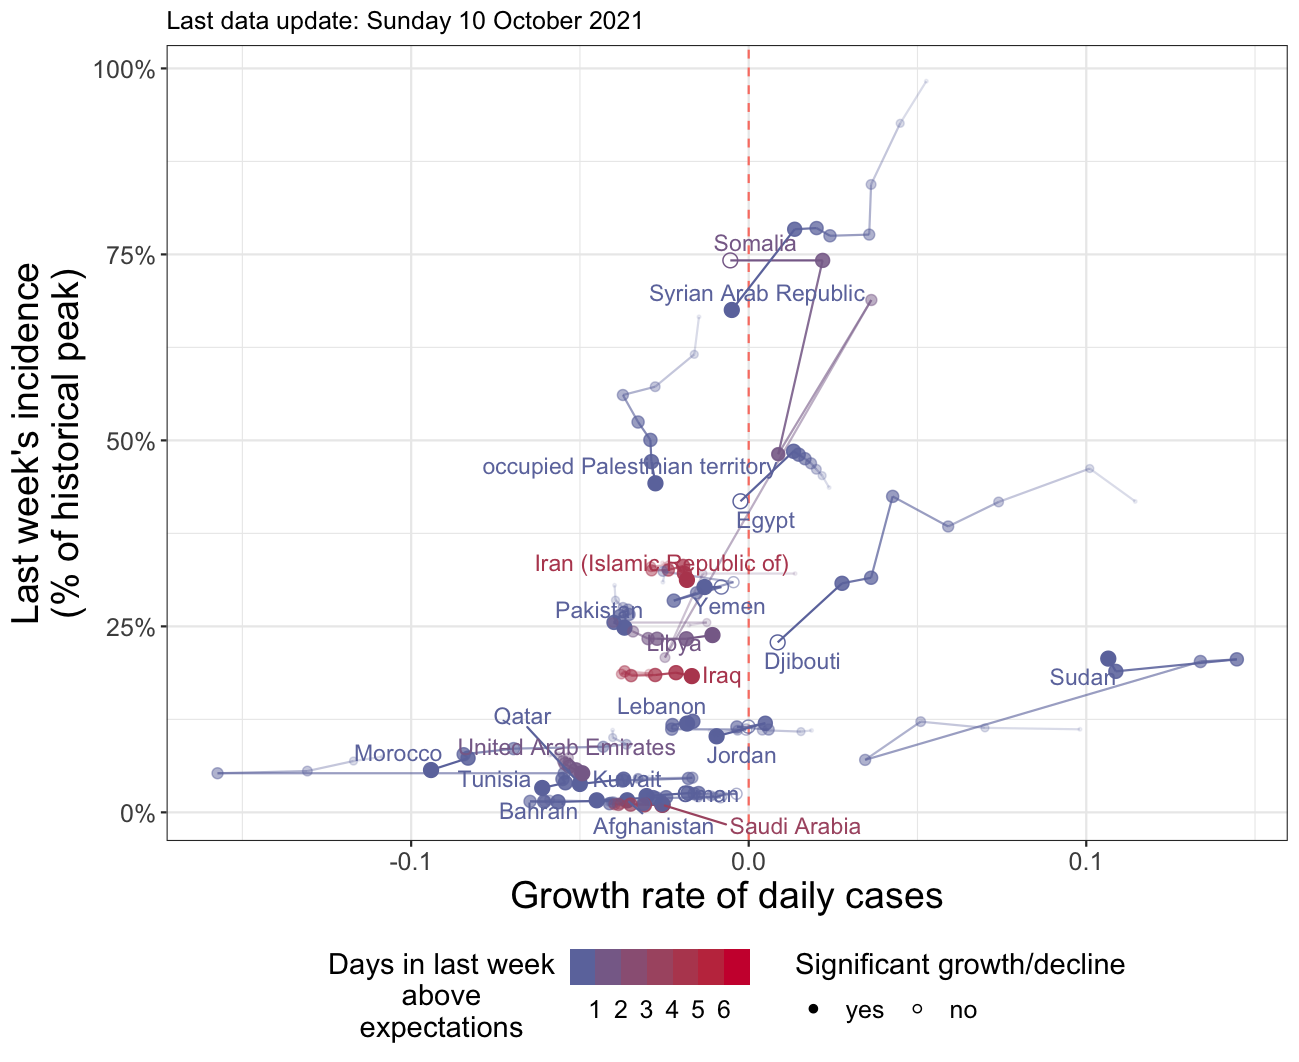 Last data update: Sunday 10 October 2021
Last week's incidence
(% of historical peak)
100%
75%
50%
25%
0%
Somalia
Syrian Arab Republic
occupied Palestinian territory
Egypt
Iran (Islamic Republic of)
Pakistan
Yemen
Libya
Djibouti
Iraq
Sudan
Lebanon
Qatar
United Arab Emirates
Morocco
Jordan
Tunisia
Kuwait
Bahrain
Afghanistan
Saudi Arabia
-0.1
0.0
0.1
Growth rate of daily cases
Days in last week
above
expectations
1 2 3 4 5 6
Significant growth/decline
yes
no